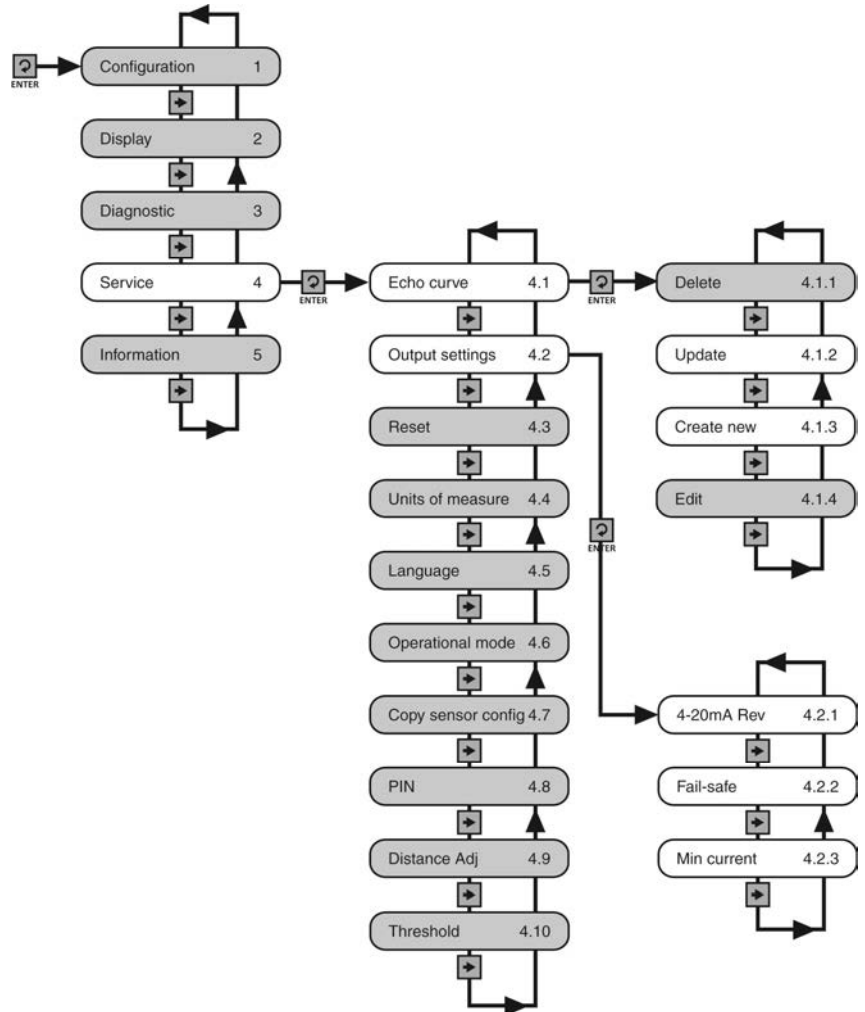 Configuration 1
ENTER
Display 2
Diagnostic 3
Service 4
ENTER
Information 5
Echo curve 4.1
ENTER
Output settings 4.2
ENTER
Reset 4.3
Units of measure 4.4
Language 4.5
Operational mode 4.6
Copy sensor config 4.7
PIN 4.8
Distance Adj 4.9
Threshold 4.10
Delete 4.1.1
Update 4.1.2
Create new 4.1.3
Edit 4.1.4
4-20mA Rev 4.2.1
Fail-safe 4.2.2
Min current 4.2.3